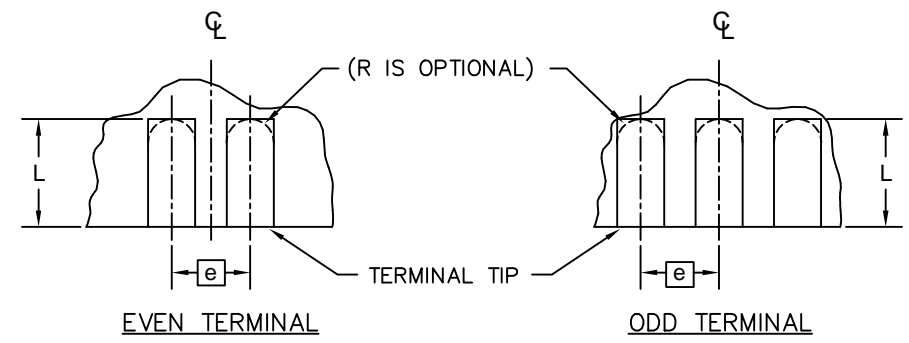 ℄ ℄
(R IS OPTIONAL)
L L
e e
TERMINAL TIP
EVEN TERMINAL ODD TERMINAL